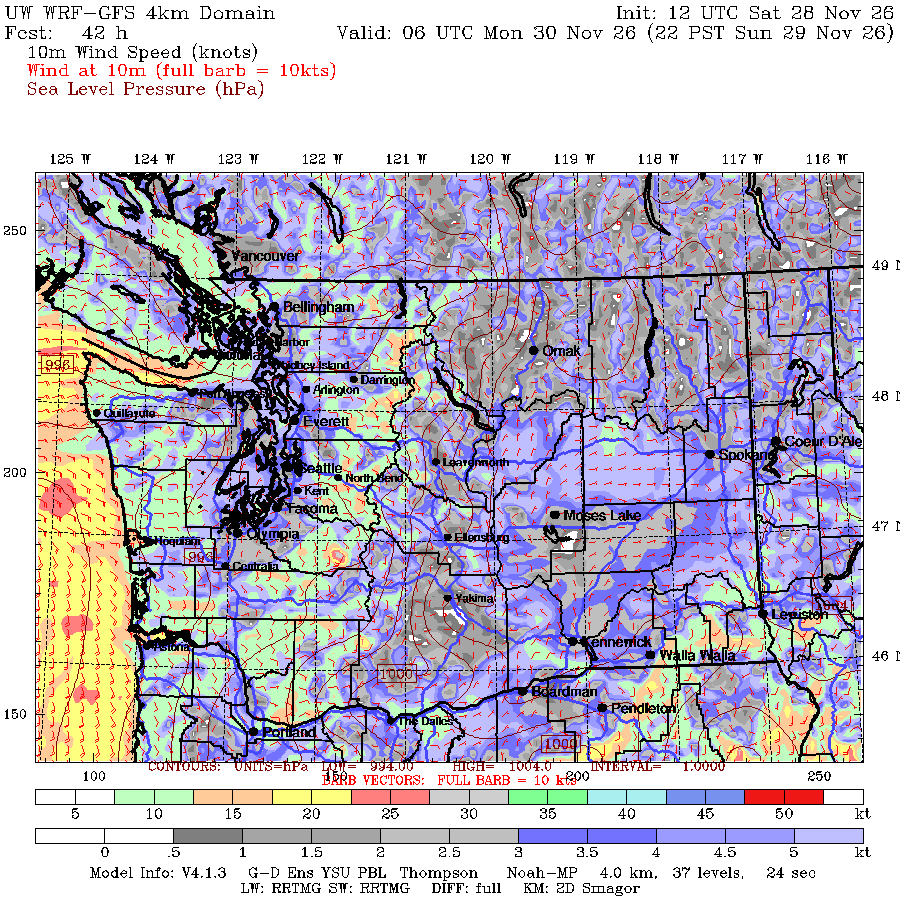 UW WRF-GFS 4km Domain Init: 12 UTC Sat 28 Nov 26
Fcst: 42 h Valid: 06 UTC Mon 30 Nov 26 (22 PST Sun 29 Nov 26)
10m Wind Speed (knots)
Wind at 10m (full barb = 10kts)
Sea Level Pressure (hPa)
125 W 124 W 123 W 122 W 121 W 120 W 119 W 118 W 117 W 116 W
250
Vancouver
49 N
Bellingham
996
Omak
Darrington
Arlington
48 N
Quillayute
Everett
Coeur D'Ale
Spokane
Leavenworth
200
Seattle
North Bend
Kent
Tacoma
Moses Lake
47 N
Olympia
Ellensburg
Hoquiam
Centralia
Yakima
Lewiston
Kennewick
Astoria
Walla Walla
46 N
1000
Boardman
Pendleton
150
The Dalles
Portland
1000
CONTOURS: UNITS=hPa LOW= 994.00 HIGH= 1004.0 INTERVAL= 1.0000
100 150 200 250
BARB VECTORS: FULL BARB = 10 kts
5 10 15 20 25 30 35 40 45 50 kt
0 .5 1 1.5 2 2.5 3 3.5 4 4.5 5 kt
Model Info: V4.1.3 G-D Ens YSU PBL Thompson Noah-MP 4.0 km, 37 levels, 24 sec
LW: RRTMG SW: RRTMG DIFF: full KM: 2D Smagor